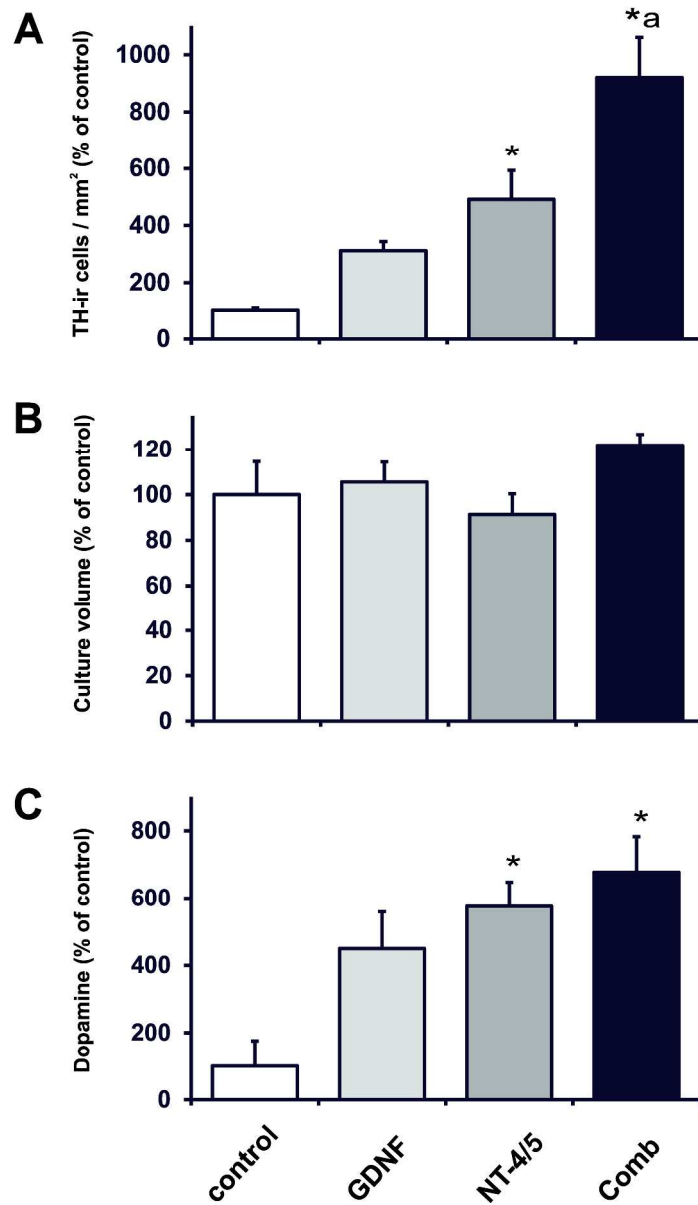 A
TH-ir cells / mm² (% of control)
1000
800
600
400
200
0
*
*a
B
Culture volume (% of control)
120
100
80
60
40
20
0
C
Dopamine (% of control)
800
600
400
200
0
*
*
control
GDNF
NT-4/5
Comb